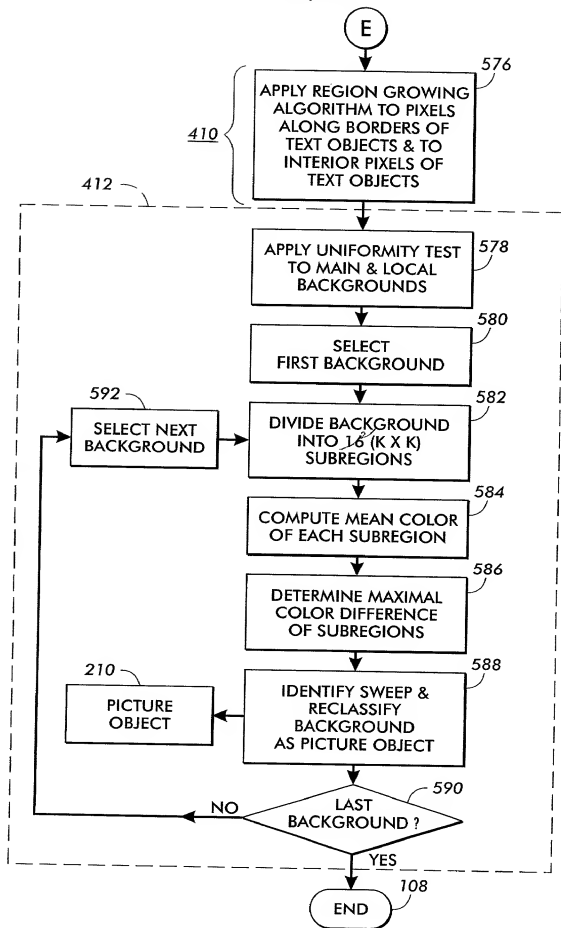 E
576
APPLY REGION GROWING
ALGORITHM TO PIXELS
ALONG BORDERS OF
TEXT OBJECTS & TO
INTERIOR PIXELS OF
TEXT OBJECTS
410
412
APPLY UNIFORMITY TEST
TO MAIN & LOCAL
BACKGROUNDS
578
580
SELECT
FIRST BACKGROUND
592
SELECT NEXT
BACKGROUND
582
DIVIDE BACKGROUND
INTO 16² (K X K)
SUBREGIONS
584
COMPUTE MEAN COLOR
OF EACH SUBREGION
586
DETERMINE MAXIMAL
COLOR DIFFERENCE
OF SUBREGIONS
210
PICTURE
OBJECT
588
IDENTIFY SWEEP &
RECLASSIFY
BACKGROUND
AS PICTURE OBJECT
590
LAST
BACKGROUND ?
NO
YES
END
108